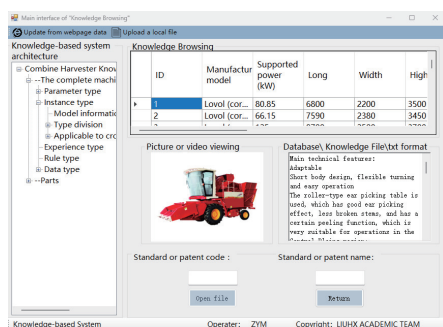 Main interface of "Knowledge Browsing"
Update from webpage data Upload a local file
Knowledge-based system
architecture
Combine Harvester Know
--The complete machi
Parameter type
Instance type
Model informatio
Type division
Applicable to cro
Experience type
Rule type
Data type
--Parts
Knowledge Browsing
ID Manufactur model Supported power (kW) Long Width High
1 Lovol (cor... 80.85 6800 2200 3500
2 Lovol (cor... 66.15 7590 2380 3450
Picture or video viewing
Database\ Knowledge File\txt format
Main technical features:
Adaptable
Short body design, flexible turning
and easy operation
The roller-type ear picking table is
used, which has good ear picking
effect, less broken stems, and has a
certain peeling function, which is
very suitable for operations in the
Standard or patent code :
Standard or patent name:
Open file
Return
Knowledge-based System Operater: ZYM Copyright: LIUHX ACADEMIC TEAM